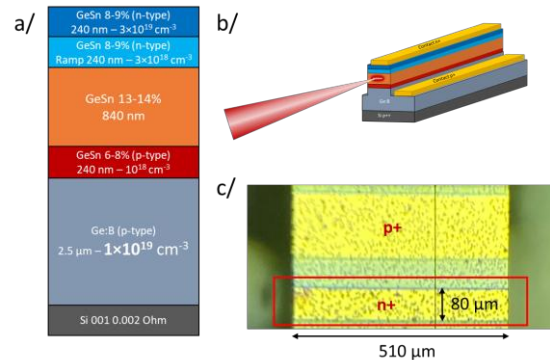 a/
GeSn 8-9% (n-type)
240 nm – 3×10¹⁹ cm⁻³
GeSn 8-9% (n-type)
Ramp 240 nm – 3×10¹⁸ cm⁻³
GeSn 13-14%
840 nm
GeSn 6-8% (p-type)
240 nm – 10¹⁸ cm⁻³
Ge:B (p-type)
2.5 µm – 1×10¹⁹ cm⁻³
Si 001 0.002 Ohm
b/
Contact n+
Contact p+
Ge:B
c/
p+
n+
80 µm
510 µm